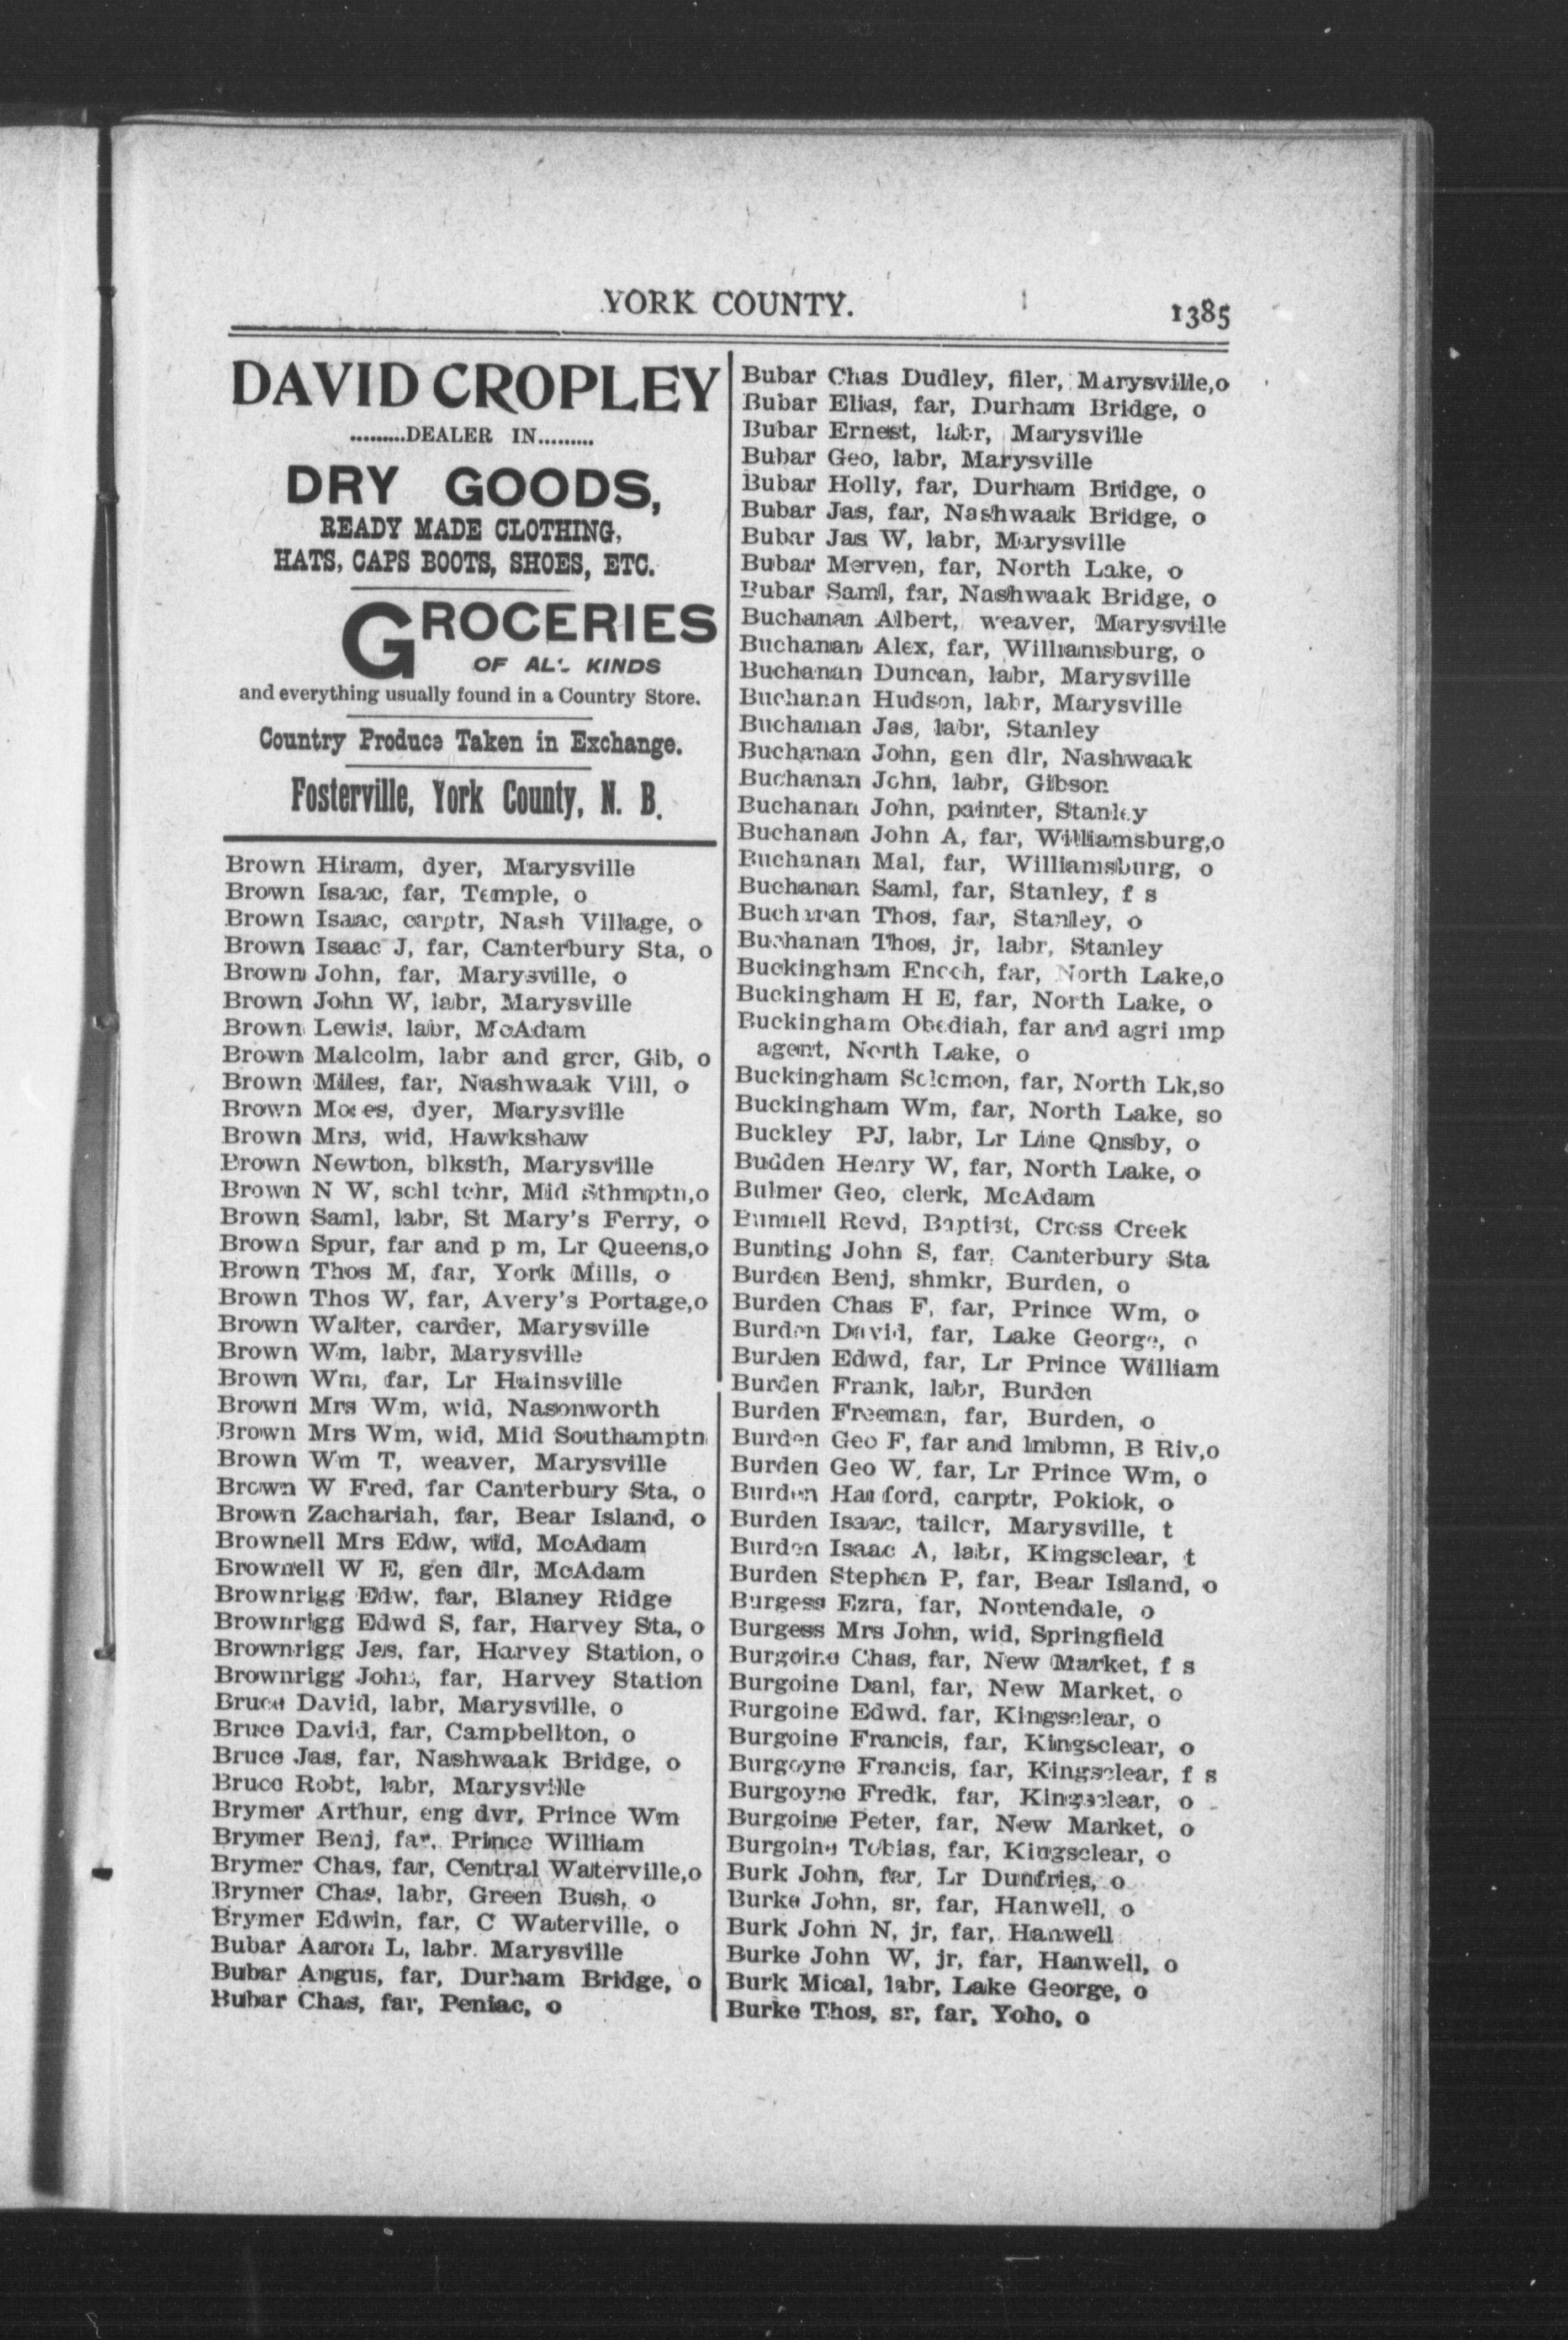 YORK COUNTY. 1385
DAVID CROPLEY
.........DEALER IN.........
DRY GOODS,
READY MADE CLOTHING,
HATS, CAPS BOOTS, SHOES, ETC.
GROCERIES
OF ALL KINDS
and everything usually found in a Country Store.
Country Produce Taken in Exchange.
Fosterville, York County, N. B.
Brown Hiram, dyer, Marysville
Brown Isaac, far, Temple, o
Brown Isaac, carptr, Nash Village, o
Brown Isaac J, far, Canterbury Sta, o
Brown John, far, Marysville, o
Brown John W, labr, Marysville
Brown Lewis, labr, McAdam
Brown Malcolm, labr and grcr, Gib, o
Brown Miles, far, Nashwaak Vill, o
Brown Moses, dyer, Marysville
Brown Mrs, wid, Hawkshaw
Brown Newton, blksth, Marysville
Brown N W, schl tchr, Mid Sthmptn,o
Brown Saml, labr, St Mary's Ferry, o
Brown Spur, far and p m, Lr Queens,o
Brown Thos M, far, York Mills, o
Brown Thos W, far, Avery's Portage,o
Brown Walter, carder, Marysville
Brown Wm, labr, Marysville
Brown Wm, far, Lr Hainsville
Brown Mrs Wm, wid, Nasonworth
Brown Mrs Wm, wid, Mid Southamptn
Brown Wm T, weaver, Marysville
Brown W Fred, far Canterbury Sta, o
Brown Zachariah, far, Bear Island, o
Brownell Mrs Edw, wid, McAdam
Brownell W E, gen dlr, McAdam
Brownrigg Edw, far, Blaney Ridge
Brownrigg Edwd S, far, Harvey Sta, o
Brownrigg Jas, far, Harvey Station, o
Brownrigg John, far, Harvey Station
Bruce David, labr, Marysville, o
Bruce David, far, Campbellton, o
Bruce Jas, far, Nashwaak Bridge, o
Bruce Robt, labr, Marysville
Brymer Arthur, eng dvr, Prince Wm
Brymer Benj, far, Prince William
Brymer Chas, far, Central Waterville,o
Brymer Chas, labr, Green Bush, o
Brymer Edwin, far, C Waterville, o
Bubar Aaron L, labr. Marysville
Bubar Angus, far, Durham Bridge, o
Bubar Chas, far, Peniac, o
Bubar Chas Dudley, filer, Marysville,o
Bubar Elias, far, Durham Bridge, o
Bubar Ernest, labr, Marysville
Bubar Geo, labr, Marysville
Bubar Holly, far, Durham Bridge, o
Bubar Jas, far, Nashwaak Bridge, o
Bubar Jas W, labr, Marysville
Bubar Merven, far, North Lake, o
Bubar Saml, far, Nashwaak Bridge, o
Buchanan Albert, weaver, Marysville
Buchanan Alex, far, Williamsburg, o
Buchanan Duncan, labr, Marysville
Buchanan Hudson, labr, Marysville
Buchanan Jas, labr, Stanley
Buchanan John, gen dlr, Nashwaak
Buchanan John, labr, Gibson
Buchanan John, painter, Stanley
Buchanan John A, far, Williamsburg,o
Buchanan Mal, far, Williamsburg, o
Buchanan Saml, far, Stanley, f s
Buchanan Thos, far, Stanley, o
Buchanan Thos, jr, labr, Stanley
Buckingham Enoch, far, North Lake,o
Buckingham H E, far, North Lake, o
Buckingham Obediah, far and agri imp
agent, North Lake, o
Buckingham Solomon, far, North Lk,so
Buckingham Wm, far, North Lake, so
Buckley PJ, labr, Lr Line Qnsby, o
Budden Henry W, far, North Lake, o
Bulmer Geo, clerk, McAdam
Bunnell Revd, Baptist, Cross Creek
Bunting John S, far, Canterbury Sta
Burden Benj, shmkr, Burden, o
Burden Chas F, far, Prince Wm, o
Burden David, far, Lake George, o
Burden Edwd, far, Lr Prince William
Burden Frank, labr, Burden
Burden Freeman, far, Burden, o
Burden Geo F, far and lmbmn, B Riv,o
Burden Geo W, far, Lr Prince Wm, o
Burden Hanford, carptr, Pokiok, o
Burden Isaac, tailor, Marysville, t
Burden Isaac A, labr, Kingsclear, t
Burden Stephen P, far, Bear Island, o
Burgess Ezra, far, Nortendale, o
Burgess Mrs John, wid, Springfield
Burgoine Chas, far, New Market, f s
Burgoine Danl, far, New Market, o
Burgoine Edwd. far, Kingsclear, o
Burgoine Francis, far, Kingsclear, o
Burgoyne Francis, far, Kingsclear, f s
Burgoyne Fredk, far, Kingsclear, o
Burgoine Peter, far, New Market, o
Burgoine Tobias, far, Kingsclear, o
Burk John, far, Lr Dumfries, o
Burke John, sr, far, Hanwell, o
Burk John N, jr, far, Hanwell
Burke John W, jr, far, Hanwell, o
Burk Mical, labr, Lake George, o
Burke Thos, sr, far, Yoho, o